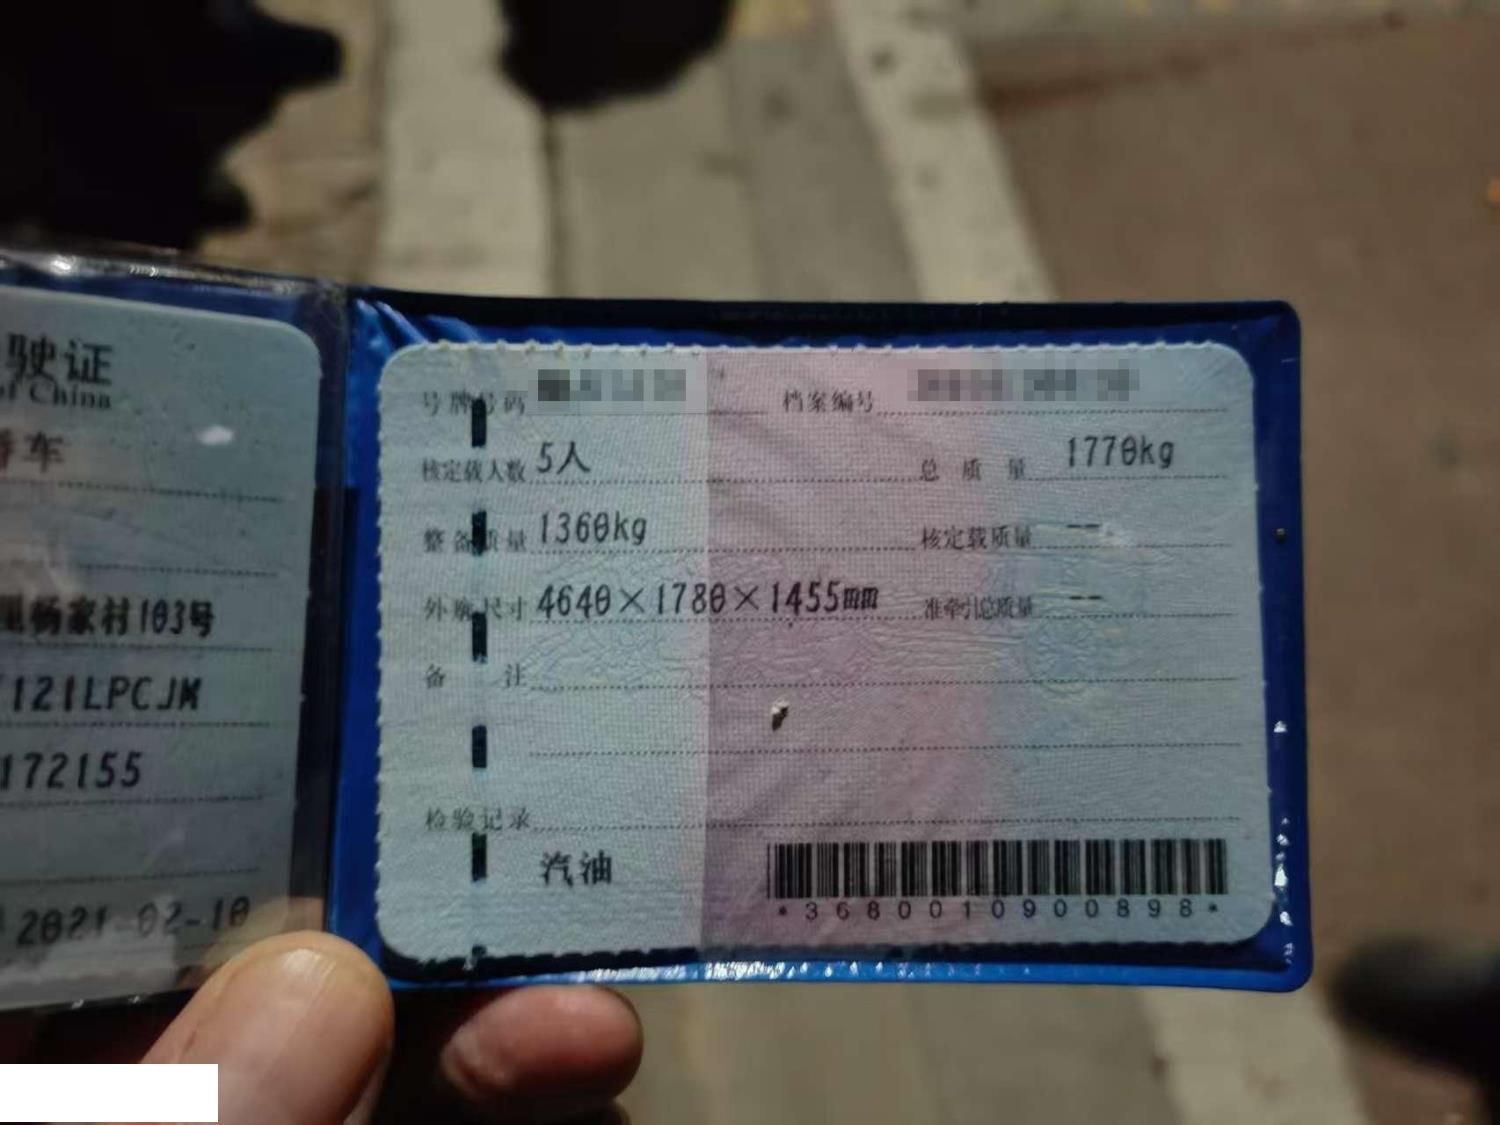 驶证
of China
车
杨家村103号
121LPCJM
172155
2021-02-10
号牌号码
档案编号
核定载人数 5人
总质量 1770kg
整备质量 1360kg
核定载质量 --
外廓尺寸 4640×1780×1455mm
准牵引总质量 --
备注
检验记录
汽油
*3680010900898*